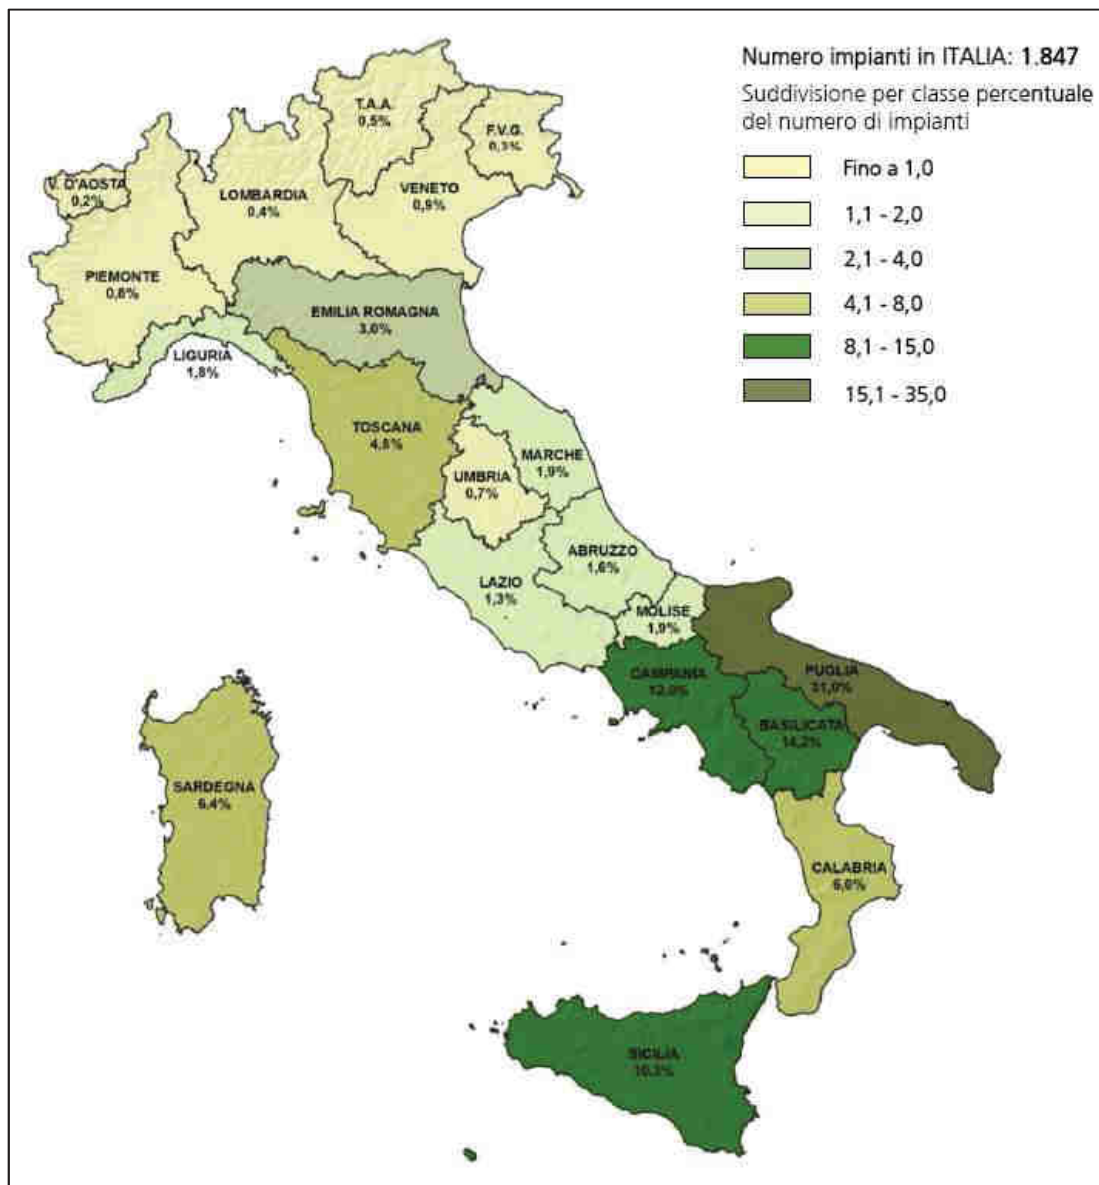 Numero impianti in ITALIA: 1.847
Suddivisione per classe percentuale
del numero di impianti
Fino a 1,0
1,1 - 2,0
2,1 - 4,0
4,1 - 8,0
8,1 - 15,0
15,1 - 35,0
T.A.A.
0,5%
F.V.G.
0,3%
V. D'AOSTA
0,2%
LOMBARDIA
0,4%
VENETO
0,9%
PIEMONTE
EMILIA ROMAGNA
3,0%
LIGURIA
1,8%
TOSCANA
MARCHE
1,9%
UMBRIA
0,7%
ABRUZZO
1,6%
LAZIO
1,3%
MOLISE
1,9%
CAMPANIA
PUGLIA
31,0%
BASILICATA
14,2%
SARDEGNA
6,4%
CALABRIA
SICILIA